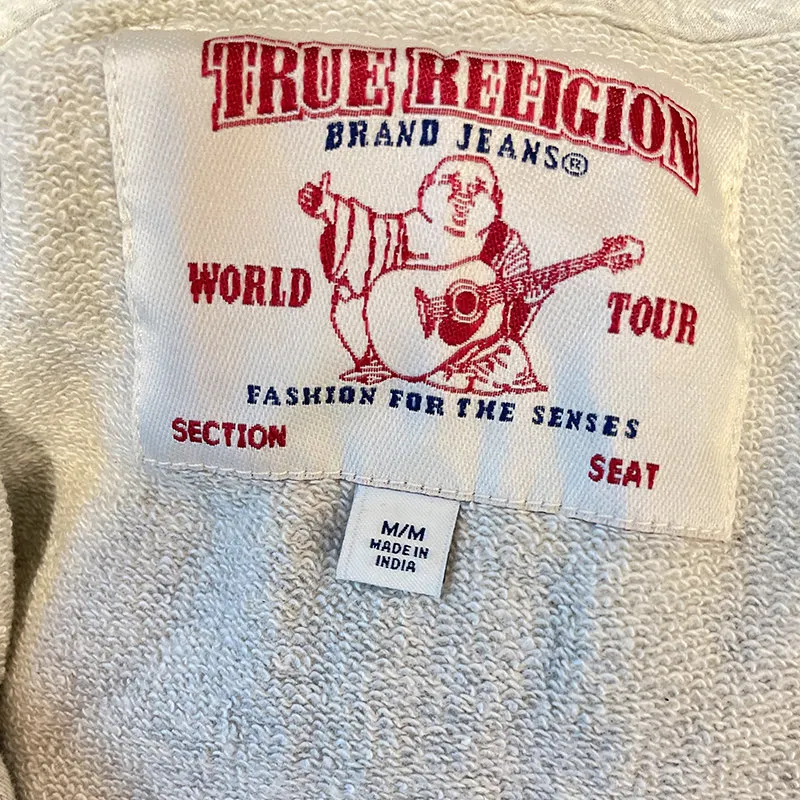 TRUE RELIGION
BRAND JEANS®
WORLD TOUR
FASHION FOR THE SENSES
SECTION SEAT
M/M
MADE IN
INDIA